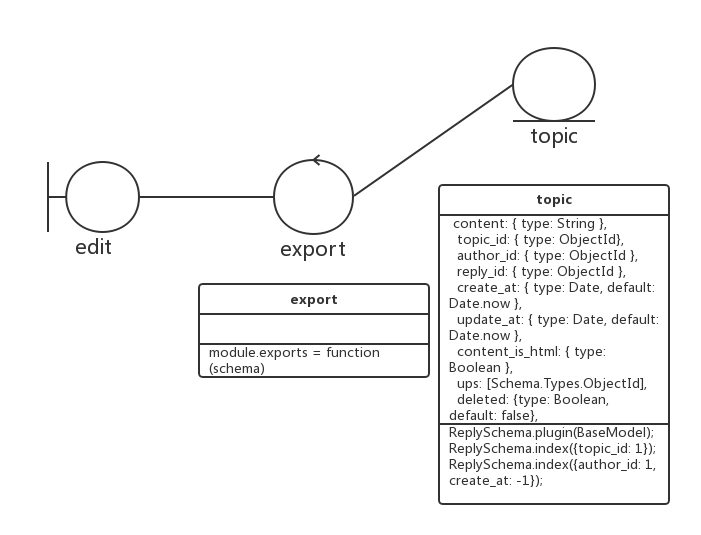 topic
edit
export
topic
content: { type: String },
topic_id: { type: ObjectId},
author_id: { type: ObjectId },
reply_id: { type: ObjectId },
create_at: { type: Date, default:
Date.now },
update_at: { type: Date, default:
Date.now },
content_is_html: { type:
Boolean },
ups: [Schema.Types.ObjectId],
deleted: {type: Boolean,
default: false},
ReplySchema.plugin(BaseModel);
ReplySchema.index({topic_id: 1});
ReplySchema.index({author_id: 1,
create_at: -1});
export
module.exports = function
(schema)